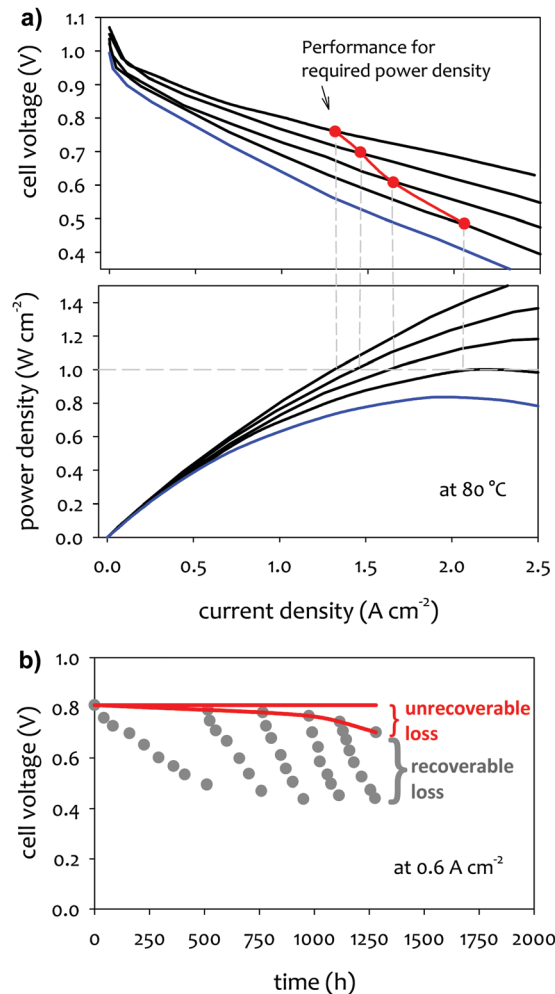 a)
1.1
1.0
0.9
0.8
0.7
0.6
0.5
0.4
cell voltage (V)
Performance for
required power density
1.4
1.2
1.0
0.8
0.6
0.4
0.2
0.0
power density (W cm⁻²)
at 80 °C
0.0 0.5 1.0 1.5 2.0 2.5
current density (A cm⁻²)
b)
1.0
0.8
0.6
0.4
0.2
0.0
cell voltage (V)
unrecoverable
loss
recoverable
loss
at 0.6 A cm⁻²
0 250 500 750 1000 1250 1500 1750 2000
time (h)